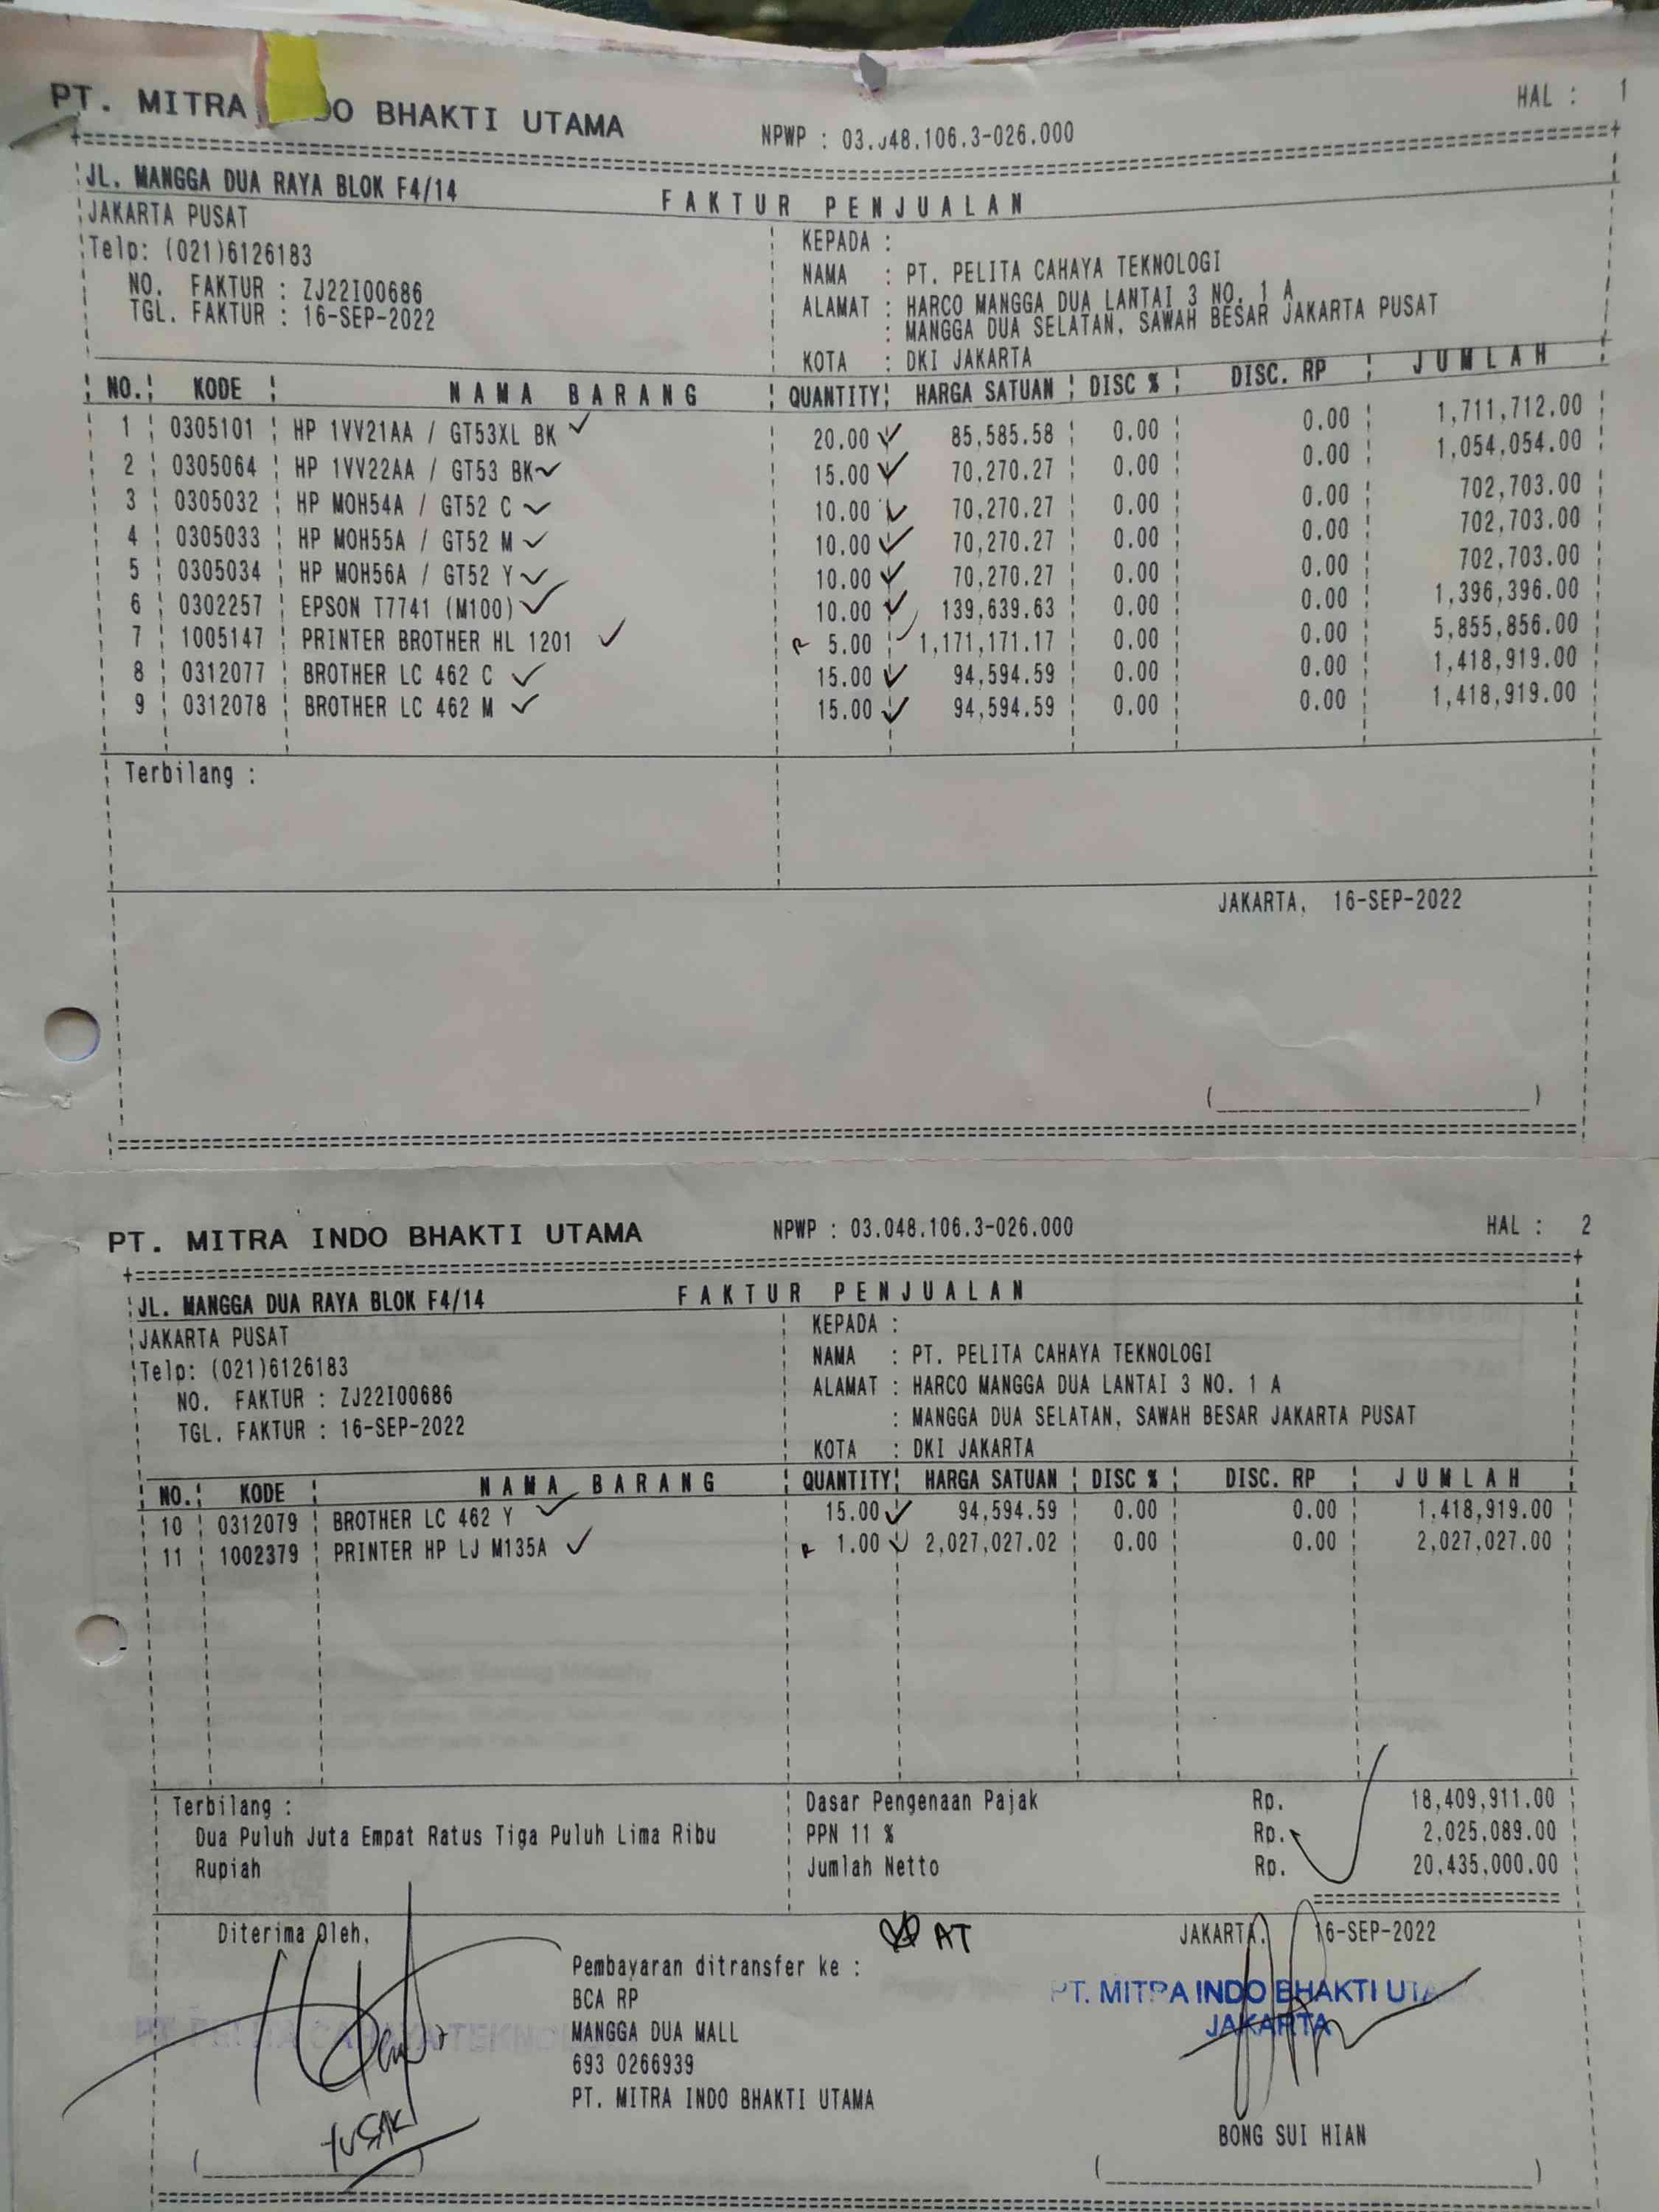 PT. MITRA DO BHAKTI UTAMA NPWP : 03.048.106.3-026.000 HAL : 1
JL. MANGGA DUA RAYA BLOK F4/14 FAKTUR PENJUALAN
JAKARTA PUSAT KEPADA :
Telp: (021)6126183 NAMA : PT. PELITA CAHAYA TEKNOLOGI
NO. FAKTUR : ZJ22I00686 ALAMAT : HARCO MANGGA DUA LANTAI 3 NO. 1 A
TGL. FAKTUR : 16-SEP-2022 : MANGGA DUA SELATAN, SAWAH BESAR JAKARTA PUSAT
KOTA : DKI JAKARTA
NO. KODE NAMA BARANG QUANTITY HARGA SATUAN DISC % DISC. RP JUMLAH
1 0305101 HP 1VV21AA / GT53XL BK 20.00 85,585.58 0.00 0.00 1,711,712.00
2 0305064 HP 1VV22AA / GT53 BK 15.00 70,270.27 0.00 0.00 1,054,054.00
3 0305032 HP MOH54A / GT52 C 10.00 70,270.27 0.00 0.00 702,703.00
4 0305033 HP MOH55A / GT52 M 10.00 70,270.27 0.00 0.00 702,703.00
5 0305034 HP MOH56A / GT52 Y 10.00 70,270.27 0.00 0.00 702,703.00
6 0302257 EPSON T7741 (M100) 10.00 139,639.63 0.00 0.00 1,396,396.00
7 1005147 PRINTER BROTHER HL 1201 5.00 1,171,171.17 0.00 0.00 5,855,856.00
8 0312077 BROTHER LC 462 C 15.00 94,594.59 0.00 0.00 1,418,919.00
9 0312078 BROTHER LC 462 M 15.00 94,594.59 0.00 0.00 1,418,919.00
Terbilang :
JAKARTA, 16-SEP-2022
PT. MITRA INDO BHAKTI UTAMA NPWP : 03.048.106.3-026.000 HAL : 2
JL. MANGGA DUA RAYA BLOK F4/14 FAKTUR PENJUALAN
JAKARTA PUSAT KEPADA :
Telp: (021)6126183 NAMA : PT. PELITA CAHAYA TEKNOLOGI
NO. FAKTUR : ZJ22I00686 ALAMAT : HARCO MANGGA DUA LANTAI 3 NO. 1 A
TGL. FAKTUR : 16-SEP-2022 : MANGGA DUA SELATAN, SAWAH BESAR JAKARTA PUSAT
KOTA : DKI JAKARTA
NO. KODE NAMA BARANG QUANTITY HARGA SATUAN DISC % DISC. RP JUMLAH
10 0312079 BROTHER LC 462 Y 15.00 94,594.59 0.00 0.00 1,418,919.00
11 1002379 PRINTER HP LJ M135A 1.00 2,027,027.02 0.00 0.00 2,027,027.00
Terbilang : Dasar Pengenaan Pajak Rp. 18,409,911.00
Dua Puluh Juta Empat Ratus Tiga Puluh Lima Ribu PPN 11 % Rp. 2,025,089.00
Rupiah Jumlah Netto Rp. 20,435,000.00
Diterima Oleh, AT JAKARTA, 16-SEP-2022
Pembayaran ditransfer ke :
BCA RP PT. MITRA INDO BHAKTI UTAMA
MANGGA DUA MALL JAKARTA
PELITA CAHAYA TEKNOLO
693 0266939
PT. MITRA INDO BHAKTI UTAMA
YUSAK BONG SUI HIAN